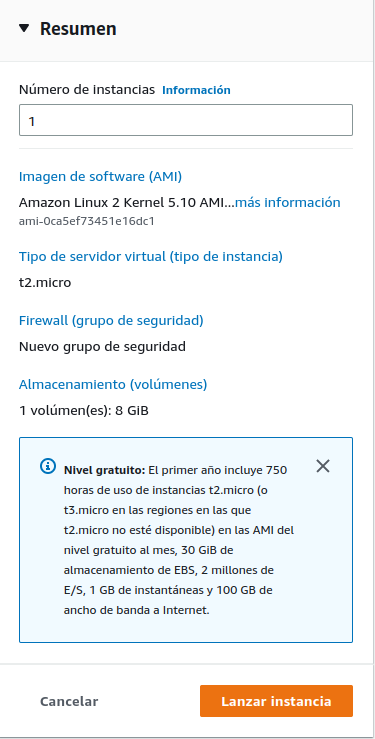 Resumen
Número de instancias Información
1
Imagen de software (AMI)
Amazon Linux 2 Kernel 5.10 AMI...más información
ami-0ca5ef73451e16dc1
Tipo de servidor virtual (tipo de instancia)
t2.micro
Firewall (grupo de seguridad)
Nuevo grupo de seguridad
Almacenamiento (volúmenes)
1 volúmen(es): 8 GiB
Nivel gratuito: El primer año incluye 750
horas de uso de instancias t2.micro (o
t3.micro en las regiones en las que
t2.micro no esté disponible) en las AMI del
nivel gratuito al mes, 30 GiB de
almacenamiento de EBS, 2 millones de
E/S, 1 GB de instantáneas y 100 GB de
ancho de banda a Internet.
Cancelar Lanzar instancia